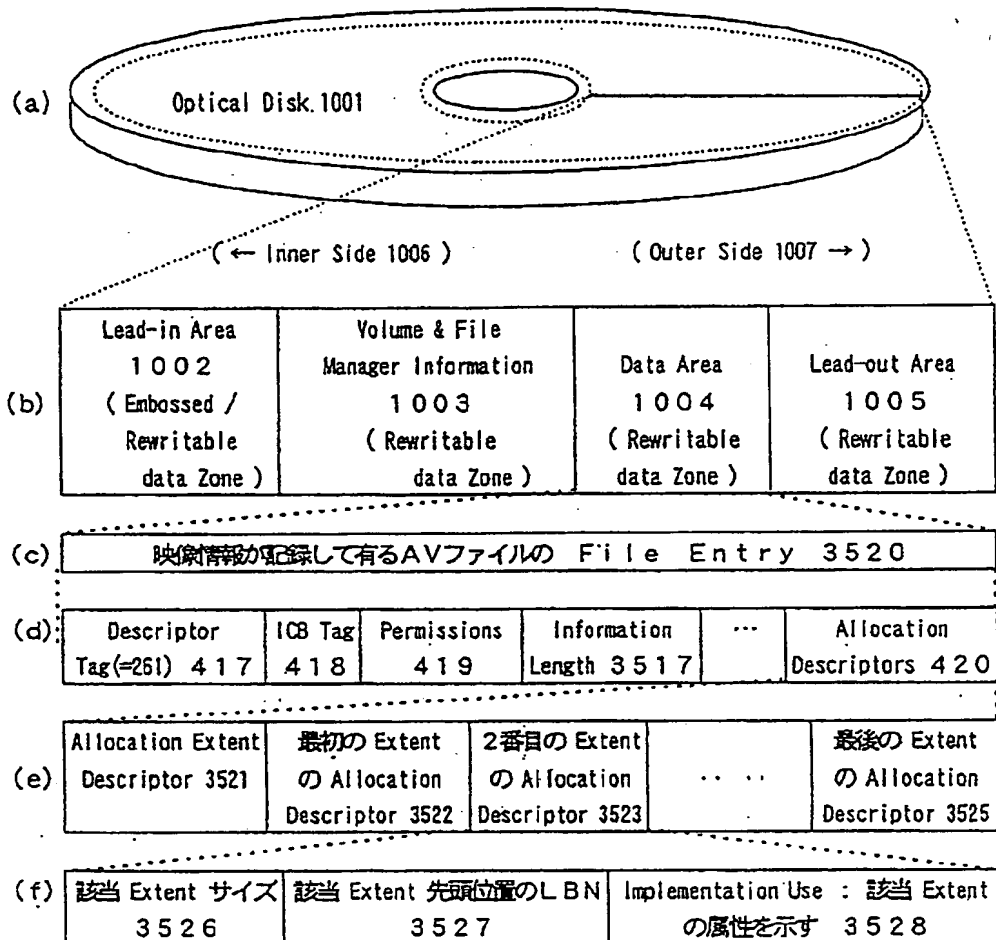 (a)
Optical Disk.1001
( ← Inner Side 1006 )
( Outer Side 1007 → )
(b)
Lead-in Area
1002
( Embossed /
Rewritable
data Zone )
Volume & File
Manager Information
1003
( Rewritable
data Zone )
Data Area
1004
( Rewritable
data Zone )
Lead-out Area
1005
( Rewritable
data Zone )
(c)
映像情報が記録して有るAVファイルの File Entry 3520
(d)
Descriptor
Tag(=261) 417
ICB Tag
418
Permissions
419
Information
Length 3517
...
Allocation
Descriptors 420
(e)
Allocation Extent
Descriptor 3521
最初の Extent
の Allocation
Descriptor 3522
2番目の Extent
の Allocation
Descriptor 3523
.. ..
最後の Extent
の Allocation
Descriptor 3525
(f)
該当 Extent サイズ
3526
該当 Extent 先頭位置のLBN
3527
Implementation Use : 該当 Extent
の属性を示す 3528